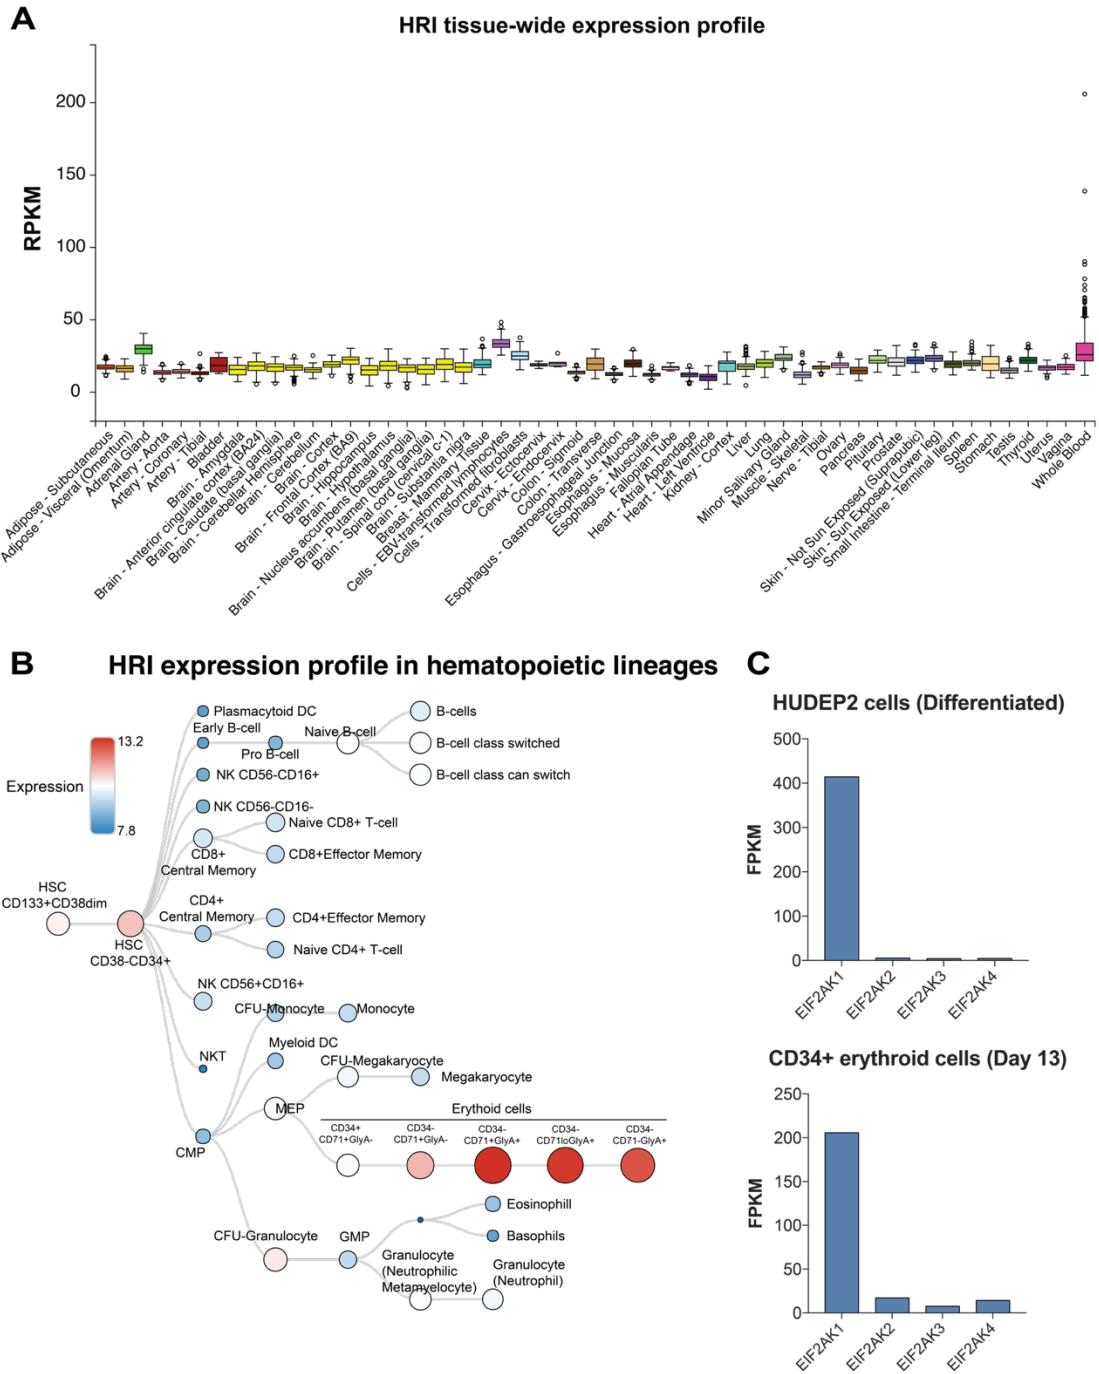 A
HRI tissue-wide expression profile
RPKM
200
150
100
50
0
Adipose - Subcutaneous
Adipose - Visceral (Omentum)
Adrenal Gland
Artery - Aorta
Artery - Coronary
Artery - Tibial
Bladder
Brain - Amygdala
Brain - Anterior cingulate cortex (BA24)
Brain - Caudate (basal ganglia)
Brain - Cerebellar Hemisphere
Brain - Cerebellum
Brain - Cortex
Brain - Frontal Cortex (BA9)
Brain - Hippocampus
Brain - Hypothalamus
Brain - Nucleus accumbens (basal ganglia)
Brain - Putamen (basal ganglia)
Brain - Spinal cord (cervical c-1)
Brain - Substantia nigra
Breast - Mammary Tissue
Cells - EBV-transformed lymphocytes
Cells - Transformed fibroblasts
Cervix - Ectocervix
Cervix - Endocervix
Colon - Sigmoid
Colon - Transverse
Esophagus - Gastroesophageal Junction
Esophagus - Mucosa
Esophagus - Muscularis
Fallopian Tube
Heart - Atrial Appendage
Heart - Left Ventricle
Kidney - Cortex
Liver
Lung
Minor Salivary Gland
Muscle - Skeletal
Nerve - Tibial
Ovary
Pancreas
Pituitary
Prostate
Skin - Not Sun Exposed (Suprapubic)
Skin - Sun Exposed (Lower leg)
Small Intestine - Terminal Ileum
Spleen
Stomach
Testis
Thyroid
Uterus
Vagina
Whole Blood
B
HRI expression profile in hematopoietic lineages
Expression
13.2
7.8
Plasmacytoid DC
Early B-cell
Pro B-cell
Naive B-cell
B-cells
B-cell class switched
B-cell class can switch
NK CD56-CD16+
NK CD56-CD16-
CD8+
Central Memory
Naive CD8+ T-cell
CD8+Effector Memory
HSC
CD133+CD38dim
HSC
CD38-CD34+
CD4+
Central Memory
CD4+Effector Memory
Naive CD4+ T-cell
NK CD56+CD16+
CFU-Monocyte
Monocyte
NKT
Myeloid DC
CFU-Megakaryocyte
Megakaryocyte
MEP
CMP
Erythoid cells
CD34+
CD71+GlyA-
CD34-
CD71+GlyA-
CD34-
CD71+GlyA+
CD34-
CD71loGlyA+
CD34-
CD71-GlyA+
CFU-Granulocyte
GMP
Eosinophill
Basophils
Granulocyte
(Neutrophilic
Metamyelocyte)
Granulocyte
(Neutrophil)
C
HUDEP2 cells (Differentiated)
FPKM
500
400
300
200
100
0
EIF2AK1
EIF2AK2
EIF2AK3
EIF2AK4
CD34+ erythroid cells (Day 13)
FPKM
250
200
150
100
50
0
EIF2AK1
EIF2AK2
EIF2AK3
EIF2AK4